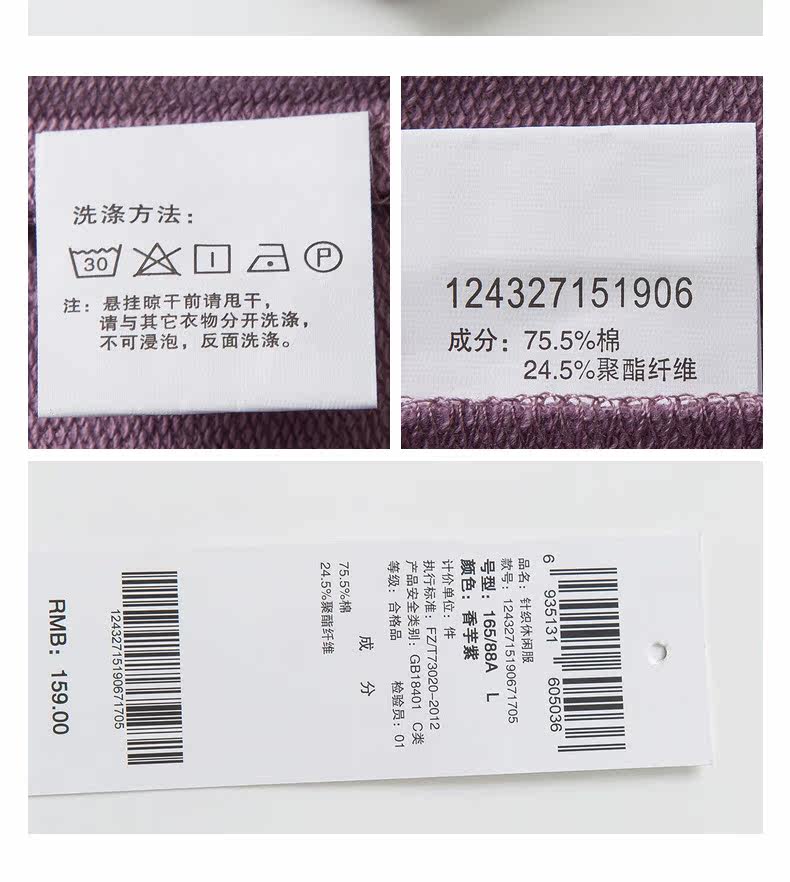 洗涤方法：
30 P
注：悬挂晾干前请甩干，
请与其它衣物分开洗涤，
不可浸泡，反面洗涤。
124327151906
成分：75.5%棉
24.5%聚酯纤维
6 935131 605036
品名：针织休闲服
款号：12432715190671705
号型：165/88A L
颜色：香芋紫
计价单位：件
执行标准：FZ/T73020-2012
产品安全类别：GB18401 C类
等级：合格品 检验员：01
成 分
75.5%棉
24.5%聚酯纤维
12432715190671705
RMB：159.00